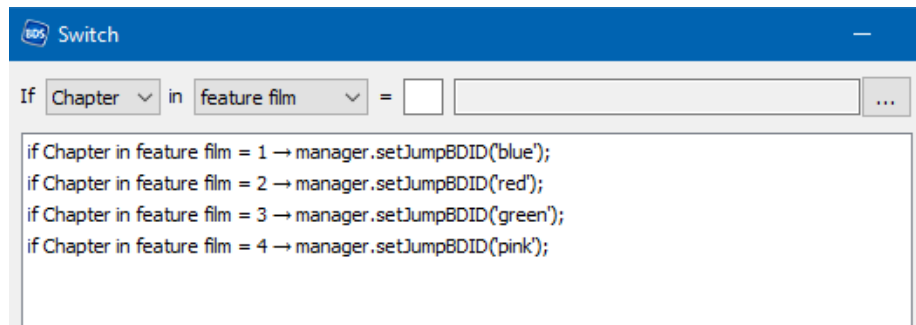 BDS Switch
If Chapter in feature film = ...
if Chapter in feature film = 1 → manager.setJumpBDID('blue');
if Chapter in feature film = 2 → manager.setJumpBDID('red');
if Chapter in feature film = 3 → manager.setJumpBDID('green');
if Chapter in feature film = 4 → manager.setJumpBDID('pink');